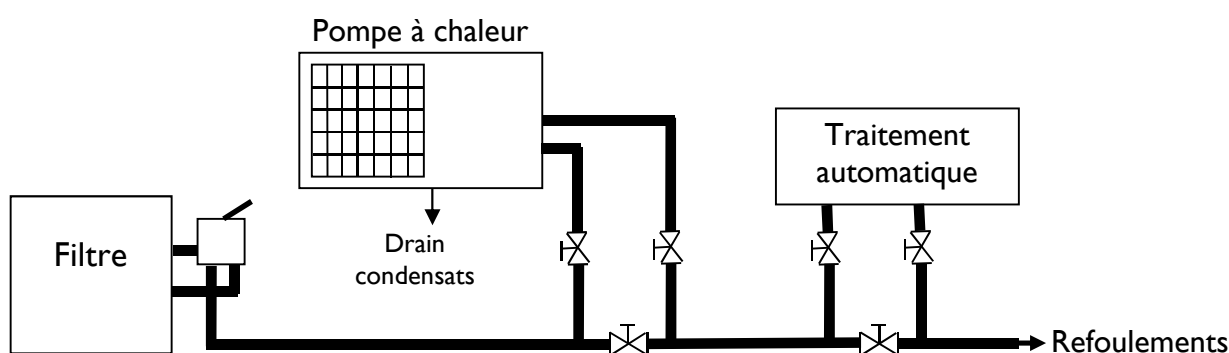 Pompe à chaleur
Traitement
automatique
Filtre
Drain
condensats
Refoulements